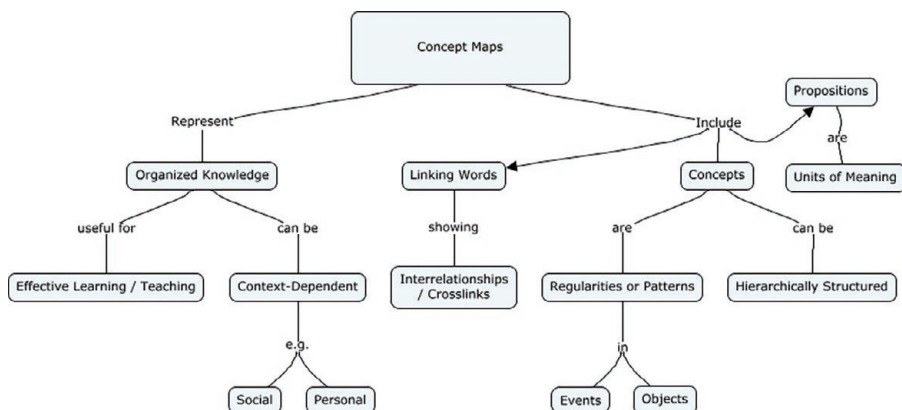 Concept Maps
Propositions
Represent
Include
are
Organized Knowledge
Linking Words
Concepts
Units of Meaning
useful for
can be
showing
are
can be
Effective Learning / Teaching
Context-Dependent
Interrelationships
/ Crosslinks
Regularities or Patterns
Hierarchically Structured
e.g.
in
Social
Personal
Events
Objects